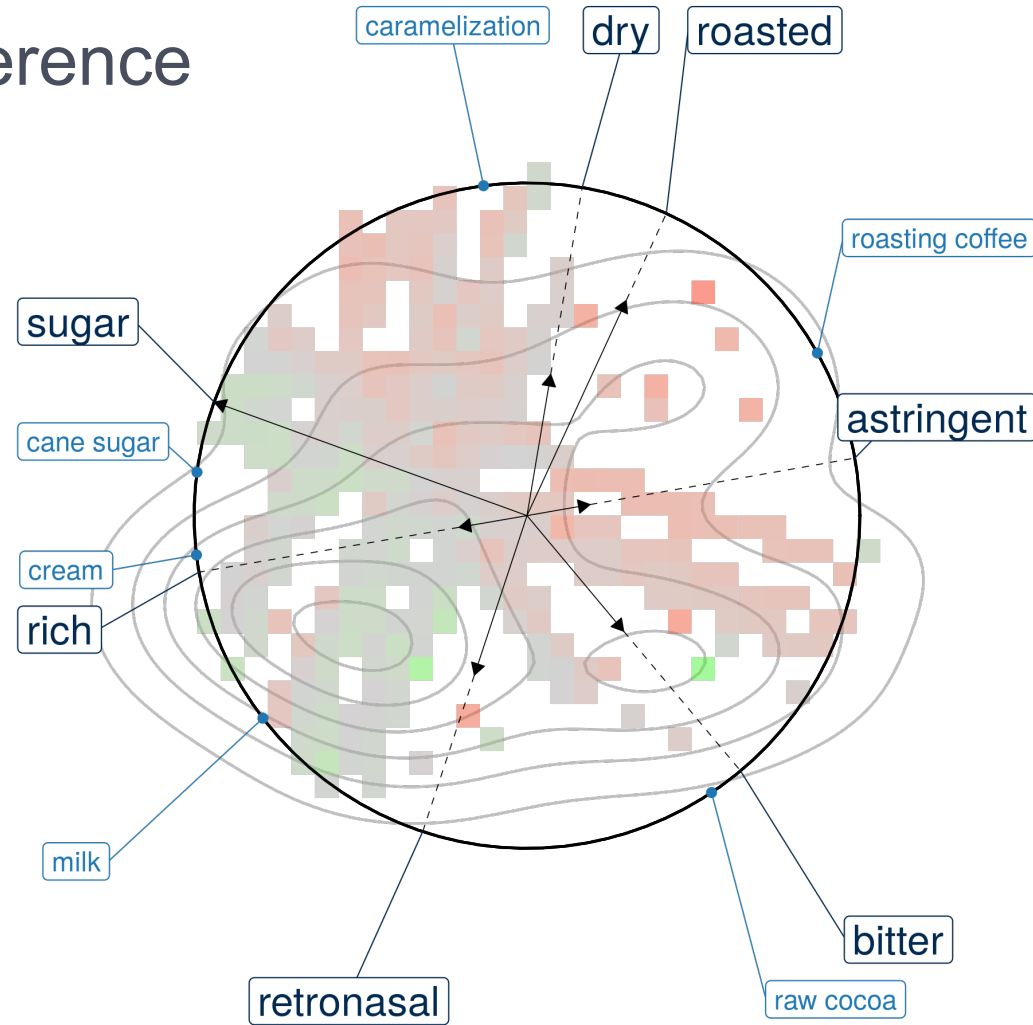 erence
caramelization
dry
roasted
roasting coffee
sugar
astringent
cane sugar
cream
rich
milk
bitter
raw cocoa
retronasal